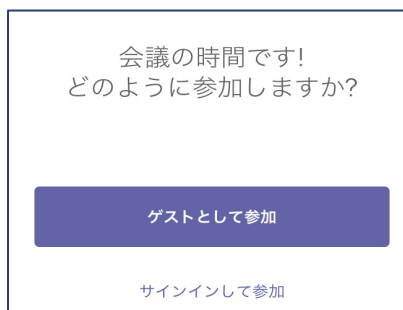 会議の時間です!
どのように参加しますか?
ゲストとして参加
サインインして参加